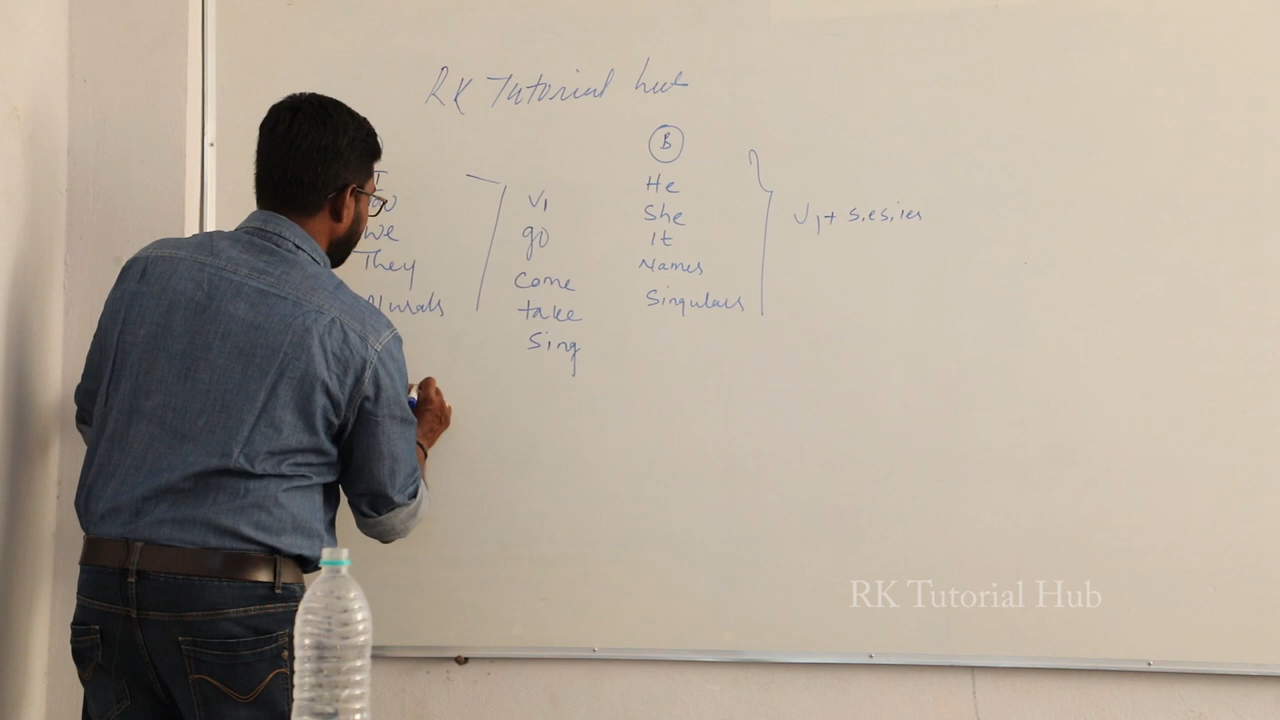 RK Tutorial hub
I
We
They
Plurals
V1
go
Come
take
Sing
B
He
She
It
Names
Singulars
V1 + s, es, ies
RK Tutorial Hub